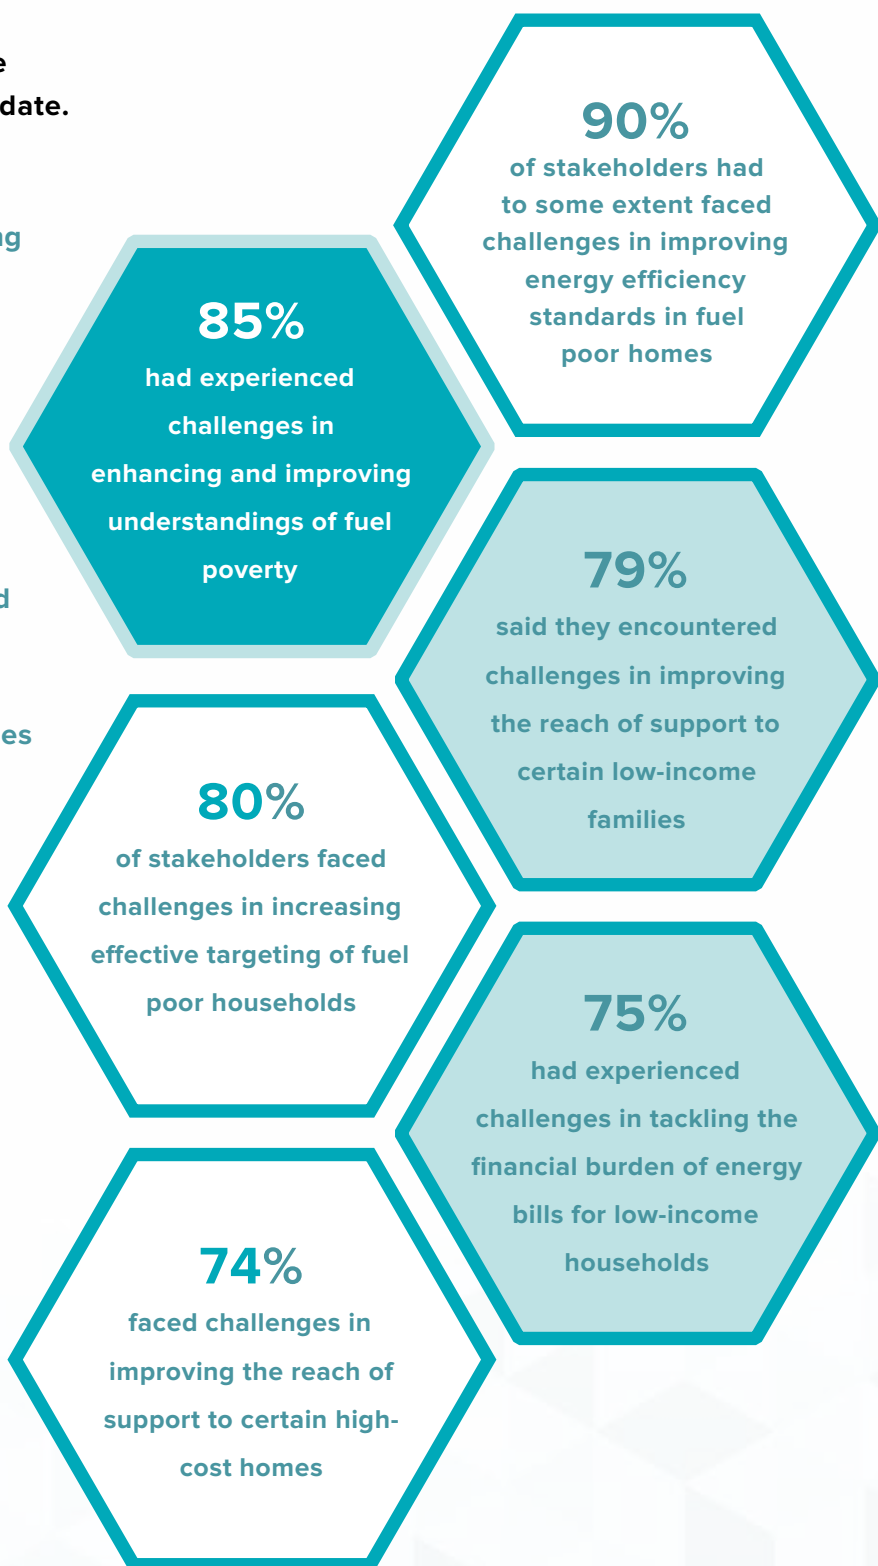 e
date.
ng
90%
of stakeholders had
to some extent faced
challenges in improving
energy efficiency
standards in fuel
poor homes
85%
had experienced
challenges in
enhancing and improving
understandings of fuel
poverty
d
es
79%
said they encountered
challenges in improving
the reach of support to
certain low-income
families
80%
of stakeholders faced
challenges in increasing
effective targeting of fuel
poor households
75%
had experienced
challenges in tackling the
financial burden of energy
bills for low-income
households
74%
faced challenges in
improving the reach of
support to certain high-
cost homes